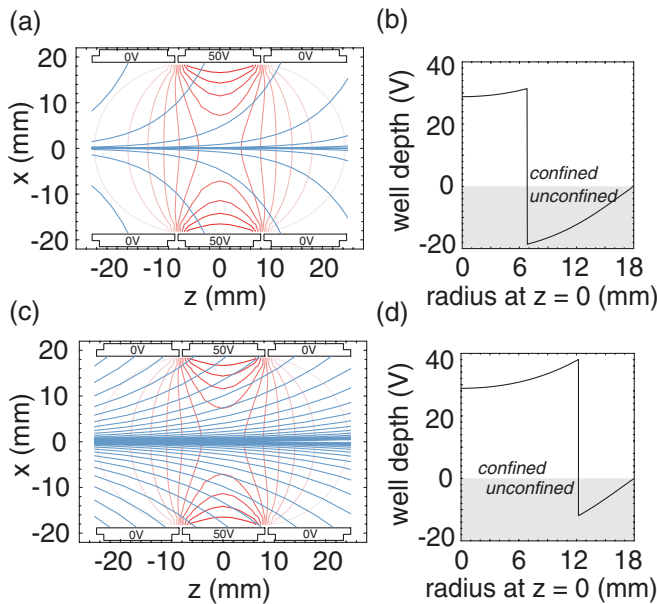 (a)
0V 50V 0V
20
10
0
-10
-20
x (mm)
0V 50V 0V
-20 -10 0 10 20
z (mm)
(b)
40
20
0
-20
well depth (V)
confined
unconfined
0 6 12 18
radius at z = 0 (mm)
(c)
0V 50V 0V
20
10
0
-10
-20
x (mm)
0V 50V 0V
-20 -10 0 10 20
z (mm)
(d)
40
20
0
-20
well depth (V)
confined
unconfined
0 6 12 18
radius at z = 0 (mm)